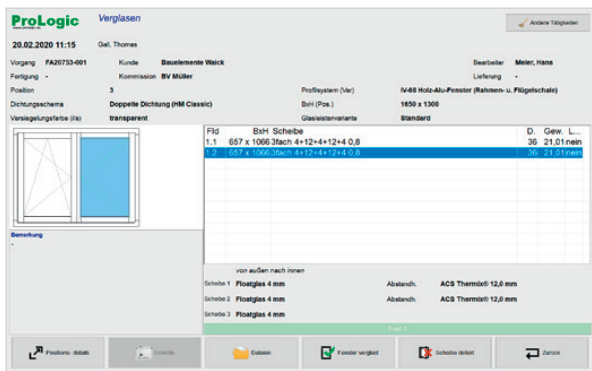 ProLogic Verglasen
Andere Tätigkeiten
20.02.2020 11:15 Gall, Thomas
Vorgang FA20753-001 Kunde Bauelemente Walck Bearbeiter Meier, Hans
Fertigung - Kommission BV Müller Lieferung -
Position 3 Profilsystem (Ver) IV-68 Holz-Alu-Fenster (Rahmen- u. Flügelschale)
Dichtungsschema Doppelte Dichtung (HM Classic) BxH (Pos.) 1650 x 1300
Versiegelungsfarbe (i/a) transparent Glasleistenvariante Standard
Fld BxH Scheibe D. Gew. L...
1.1 657 x 1066 3fach 4+12+4+12+4 0,8 36 21,01 nein
1.2 657 x 1066 3fach 4+12+4+12+4 0,8 36 21,01 nein
Bemerkung
-
von außen nach innen
Scheibe 1 Floatglas 4 mm Abstandh. ACS Thermix® 12,0 mm
Scheibe 2 Floatglas 4 mm Abstandh. ACS Thermix® 12,0 mm
Scheibe 3 Floatglas 4 mm
Positions- details
Dateien
Fenster verglast
Scheibe defekt
Zurück